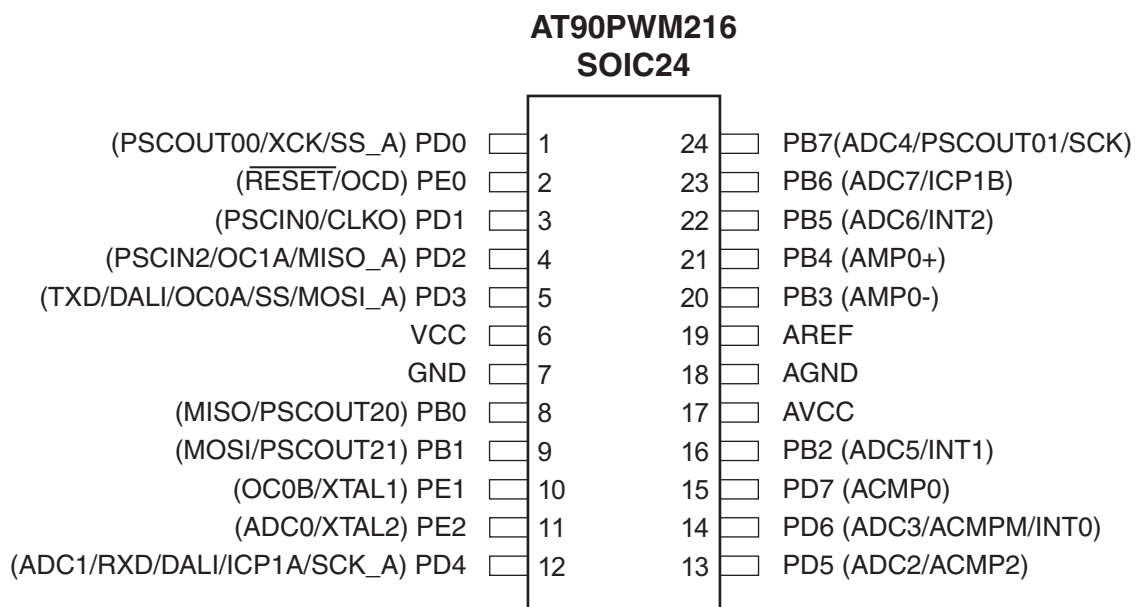 AT90PWM216
SOIC24
(PSCOUT00/XCK/SS_A) PD0 1 24 PB7(ADC4/PSCOUT01/SCK)
(RESET/OCD) PE0 2 23 PB6 (ADC7/ICP1B)
(PSCIN0/CLKO) PD1 3 22 PB5 (ADC6/INT2)
(PSCIN2/OC1A/MISO_A) PD2 4 21 PB4 (AMP0+)
(TXD/DALI/OC0A/SS/MOSI_A) PD3 5 20 PB3 (AMP0-)
VCC 6 19 AREF
GND 7 18 AGND
(MISO/PSCOUT20) PB0 8 17 AVCC
(MOSI/PSCOUT21) PB1 9 16 PB2 (ADC5/INT1)
(OC0B/XTAL1) PE1 10 15 PD7 (ACMP0)
(ADC0/XTAL2) PE2 11 14 PD6 (ADC3/ACMPM/INT0)
(ADC1/RXD/DALI/ICP1A/SCK_A) PD4 12 13 PD5 (ADC2/ACMP2)